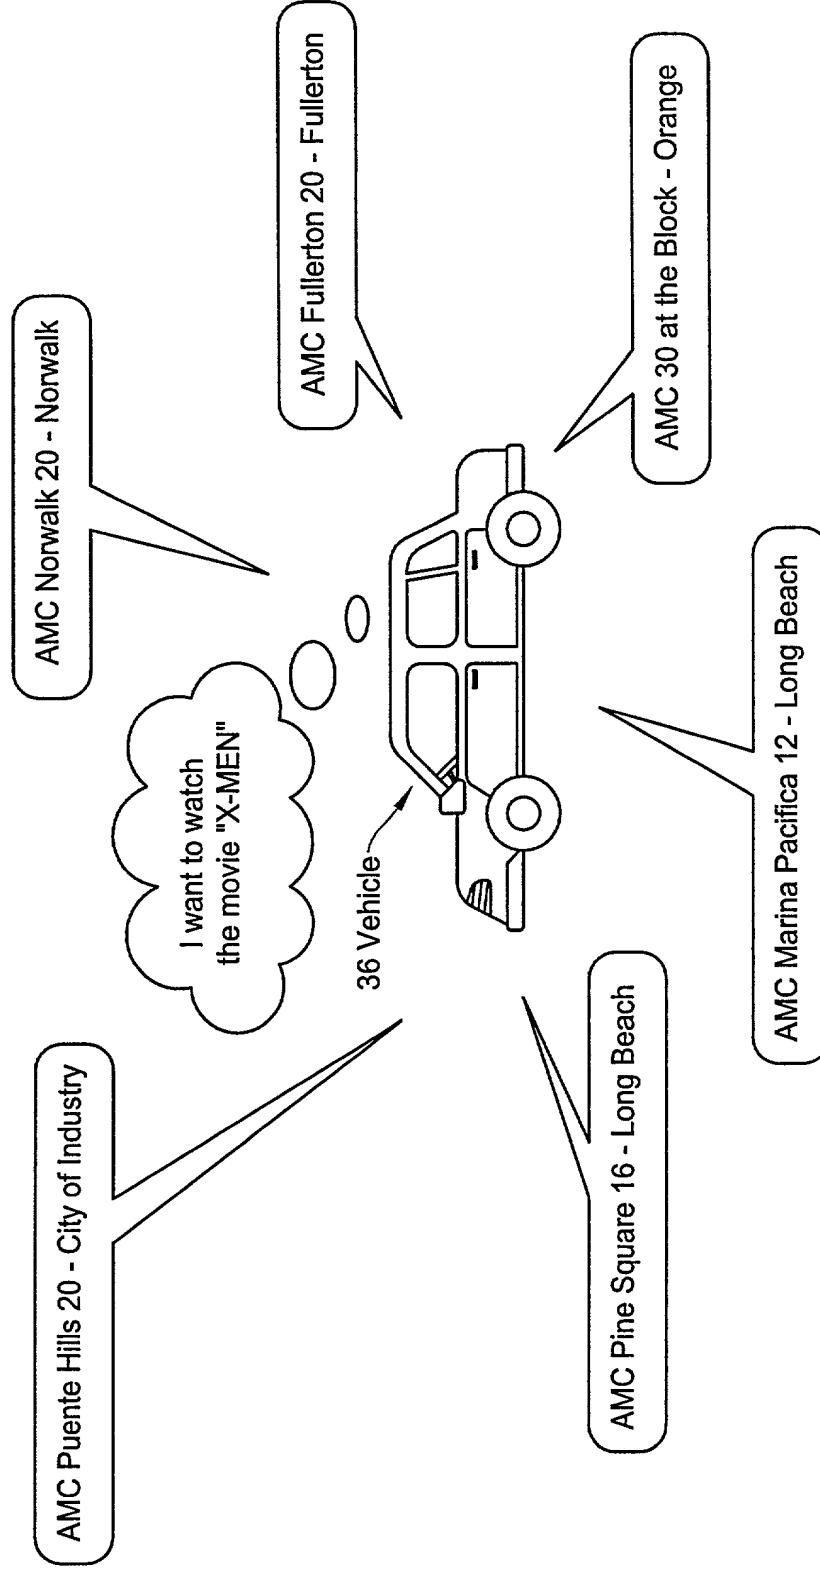 AMC Puente Hills 20 - City of Industry
AMC Norwalk 20 - Norwalk
I want to watch
the movie "X-MEN"
AMC Fullerton 20 - Fullerton
36 Vehicle
AMC Pine Square 16 - Long Beach
AMC 30 at the Block - Orange
AMC Marina Pacifica 12 - Long Beach